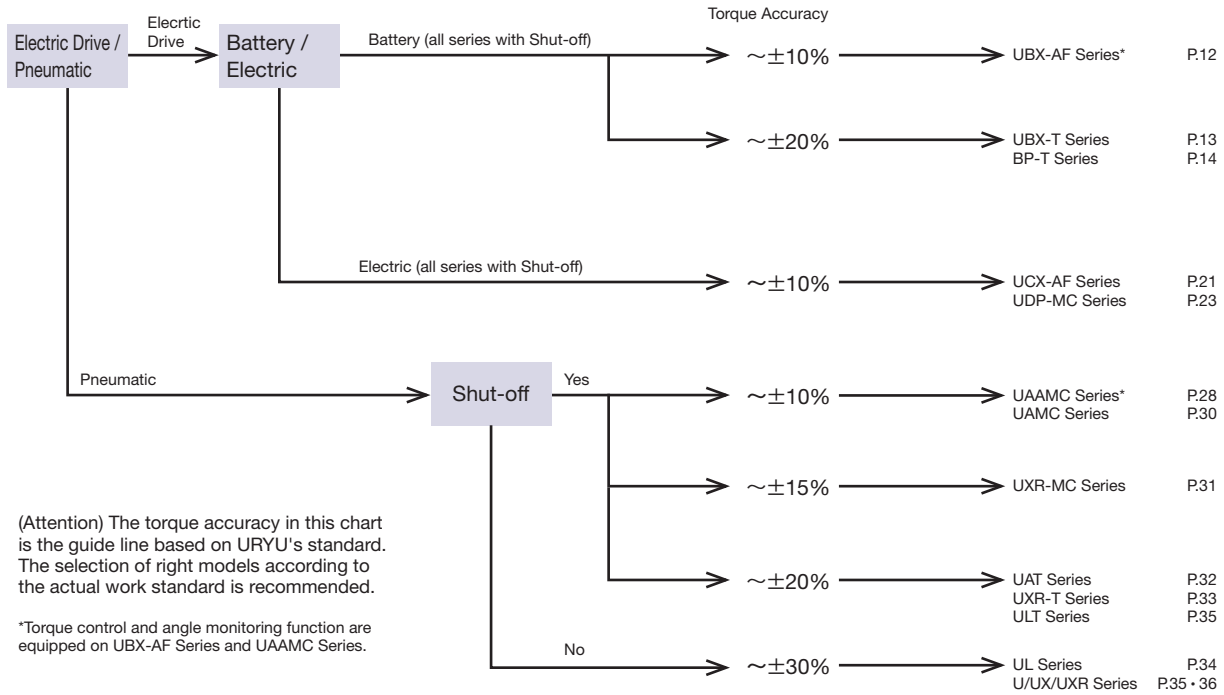 Torque Accuracy
Elecrtic
Drive
Electric Drive /
Pneumatic
Battery /
Electric
Battery (all series with Shut-off)
～±10%
UBX-AF Series* P.12
～±20%
UBX-T Series P.13
BP-T Series P.14
Electric (all series with Shut-off)
～±10%
UCX-AF Series P.21
UDP-MC Series P.23
Pneumatic
Shut-off
Yes
～±10%
UAAMC Series* P.28
UAMC Series P.30
～±15%
UXR-MC Series P.31
(Attention) The torque accuracy in this chart
is the guide line based on URYU's standard.
The selection of right models according to
the actual work standard is recommended.
～±20%
UAT Series P.32
UXR-T Series P.33
ULT Series P.35
*Torque control and angle monitoring function are
equipped on UBX-AF Series and UAAMC Series.
No
～±30%
UL Series P.34
U/UX/UXR Series P.35・36